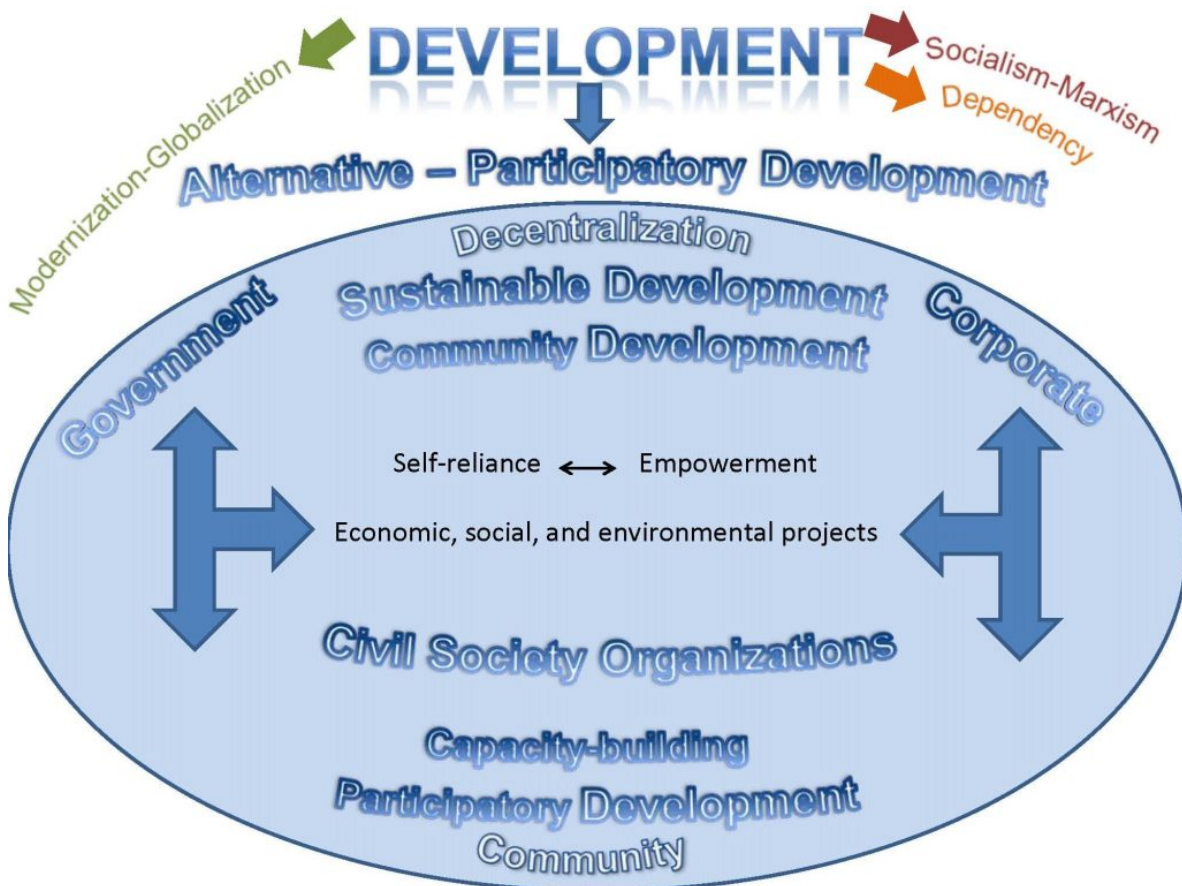 DEVELOPMENT
Modernization-Globalization
Socialism-Marxism
Dependency
Alternative – Participatory Development
Decentralization
Sustainable Development
Community Development
Government
Corporate
Self-reliance ↔ Empowerment
Economic, social, and environmental projects
Civil Society Organizations
Capacity-building
Participatory Development
Community